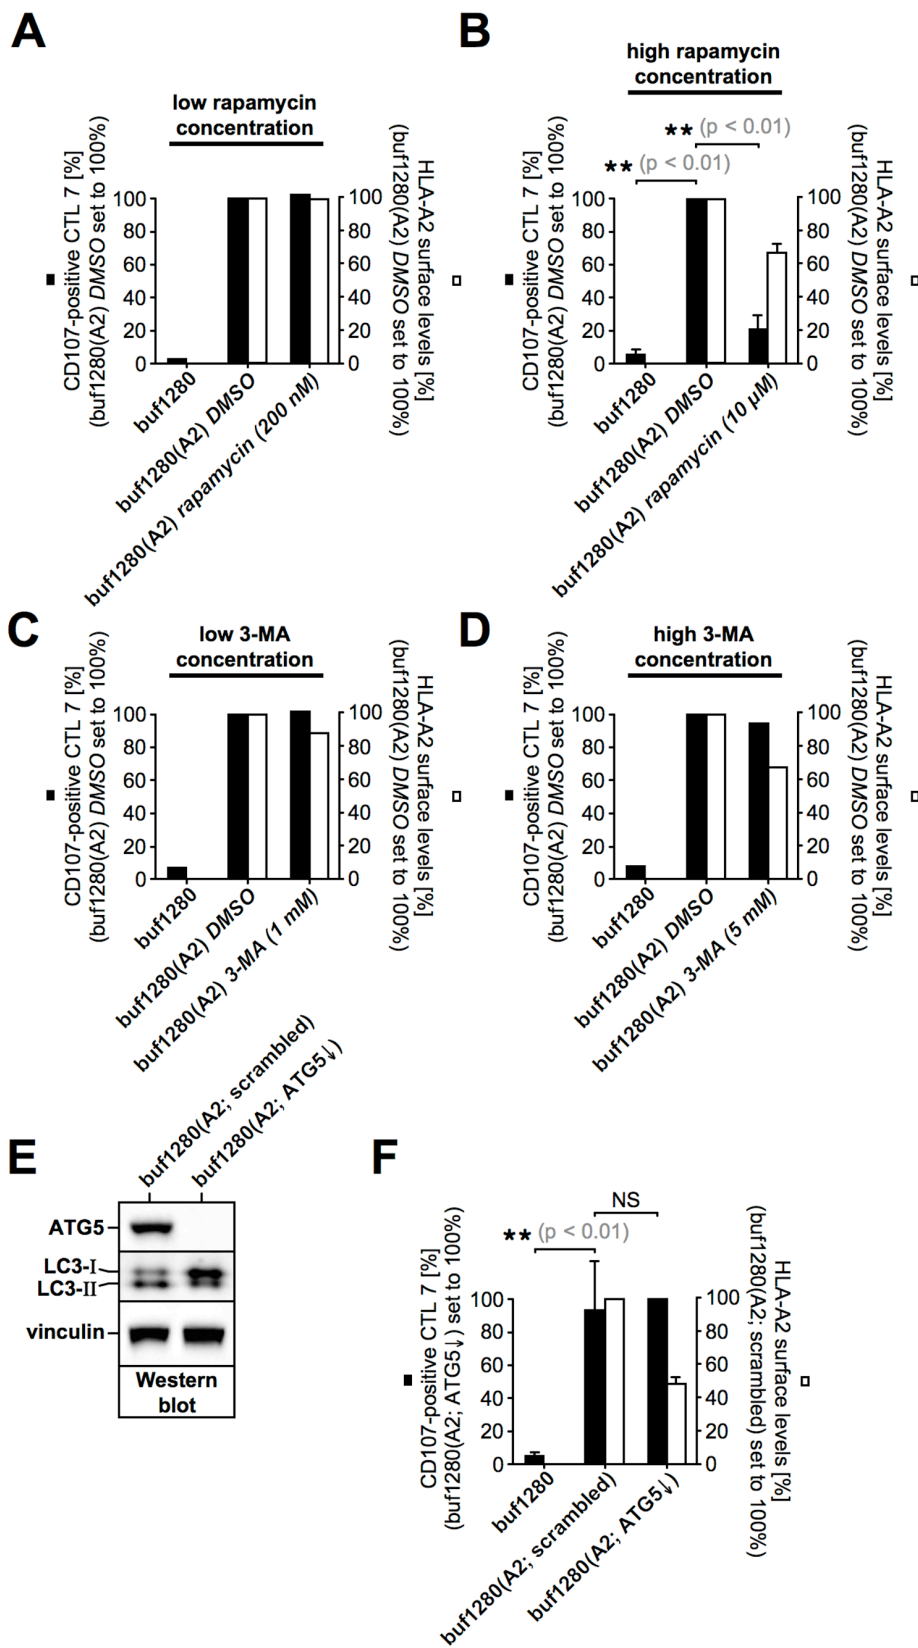 A
low rapamycin
concentration
CD107-positive CTL 7 [%]
(buf1280(A2) DMSO set to 100%)
100
80
60
40
20
0
100
80
60
40
20
0
HLA-A2 surface levels [%]
(buf1280(A2) DMSO set to 100%)
buf1280
buf1280(A2) DMSO
buf1280(A2) rapamycin (200 nM)
B
high rapamycin
concentration
** (p < 0.01)
** (p < 0.01)
CD107-positive CTL 7 [%]
(buf1280(A2) DMSO set to 100%)
100
80
60
40
20
0
100
80
60
40
20
0
HLA-A2 surface levels [%]
(buf1280(A2) DMSO set to 100%)
buf1280
buf1280(A2) DMSO
buf1280(A2) rapamycin (10 µM)
C
low 3-MA
concentration
CD107-positive CTL 7 [%]
(buf1280(A2) DMSO set to 100%)
100
80
60
40
20
0
100
80
60
40
20
0
HLA-A2 surface levels [%]
(buf1280(A2) DMSO set to 100%)
buf1280
buf1280(A2) DMSO
buf1280(A2) 3-MA (1 mM)
D
high 3-MA
concentration
CD107-positive CTL 7 [%]
(buf1280(A2) DMSO set to 100%)
100
80
60
40
20
0
100
80
60
40
20
0
HLA-A2 surface levels [%]
(buf1280(A2) DMSO set to 100%)
buf1280
buf1280(A2) DMSO
buf1280(A2) 3-MA (5 mM)
E
buf1280(A2; scrambled)
buf1280(A2; ATG5↓)
ATG5
LC3-I
LC3-II
vinculin
Western
blot
F
NS
** (p < 0.01)
CD107-positive CTL 7 [%]
(buf1280(A2; ATG5↓) set to 100%)
100
80
60
40
20
0
100
80
60
40
20
0
HLA-A2 surface levels [%]
(buf1280(A2; scrambled) set to 100%)
buf1280
buf1280(A2; scrambled)
buf1280(A2; ATG5↓)